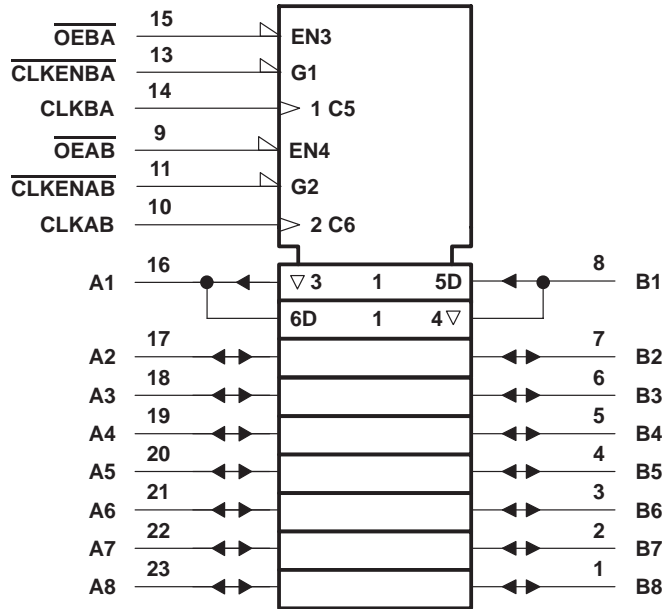 OEBA 15 EN3
CLKENBA 13 G1
CLKBA 14 1 C5
OEAB 9 EN4
CLKENAB 11 G2
CLKAB 10 2 C6
A1 16 ▽ 3 1 5D 8 B1
6D 1 4 ▽
A2 17 7 B2
A3 18 6 B3
A4 19 5 B4
A5 20 4 B5
A6 21 3 B6
A7 22 2 B7
A8 23 1 B8